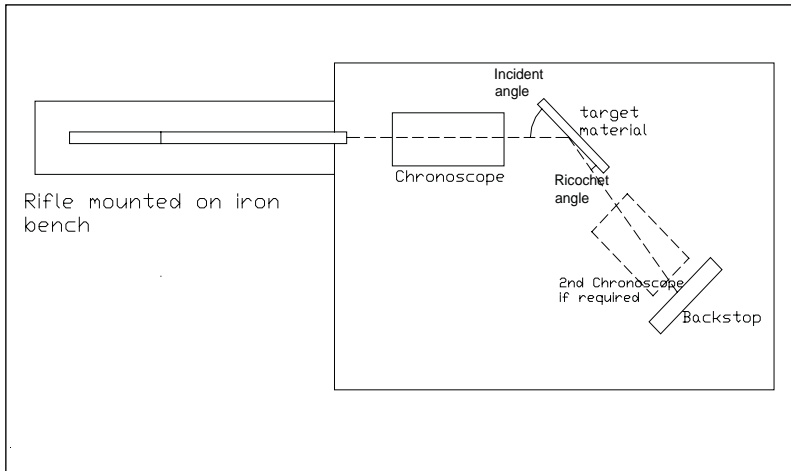 Incident
angle
target
material
Chronoscope
Ricochet
angle
Rifle mounted on iron
bench
2nd Chronoscope
if required
Backstop